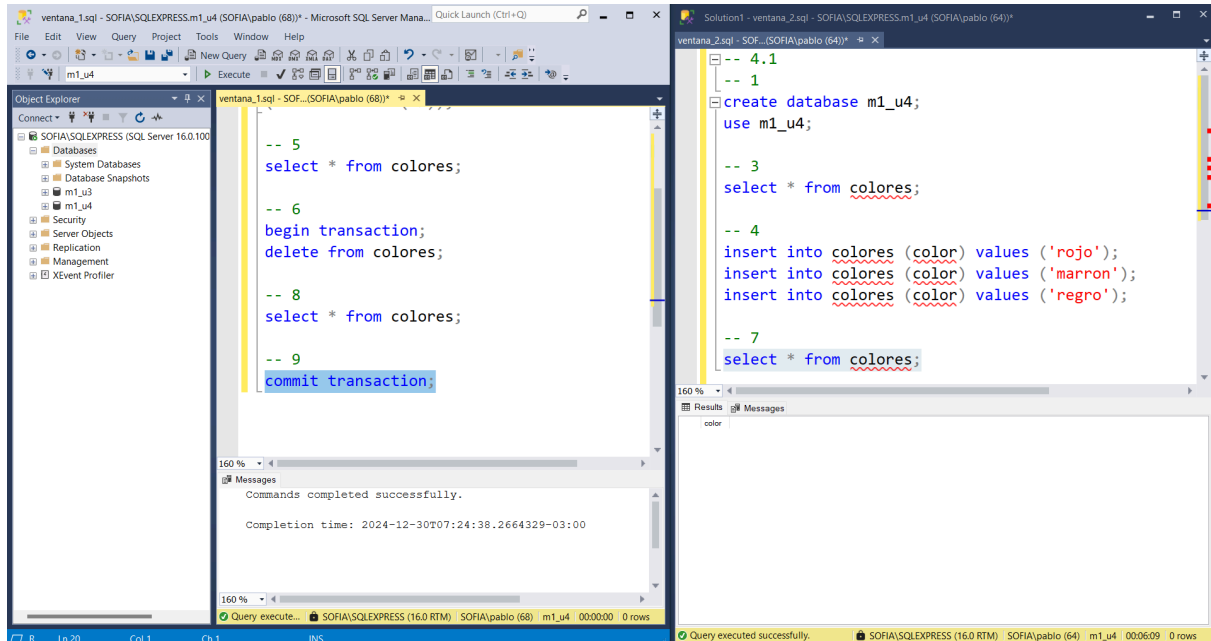 ventana_1.sql - SOFIA\SQLEXPRESS.m1_u4 (SOFIA\pablo (68))* - Microsoft SQL Server Mana...
Quick Launch (Ctrl+Q)
File Edit View Query Project Tools Window Help
New Query
m1_u4
Execute
Object Explorer
Connect
SOFIA\SQLEXPRESS (SQL Server 16.0.100
Databases
System Databases
Database Snapshots
m1_u3
m1_u4
Security
Server Objects
Replication
Management
XEvent Profiler
ventana_1.sql - SOF...(SOFIA\pablo (68))*
-- 5
select * from colores;
-- 6
begin transaction;
delete from colores;
-- 8
select * from colores;
-- 9
commit transaction;
160 %
Messages
Commands completed successfully.
Completion time: 2024-12-30T07:24:38.2664329-03:00
160 %
Query execute... SOFIA\SQLEXPRESS (16.0 RTM) SOFIA\pablo (68) m1_u4 00:00:00 0 rows
Ln 20 Col 1 Ch 1 INS
Solution1 - ventana_2.sql - SOFIA\SQLEXPRESS.m1_u4 (SOFIA\pablo (64))*
ventana_2.sql - SOF...(SOFIA\pablo (64))*
-- 4.1
-- 1
create database m1_u4;
use m1_u4;
-- 3
select * from colores;
-- 4
insert into colores (color) values ('rojo');
insert into colores (color) values ('marron');
insert into colores (color) values ('regro');
-- 7
select * from colores;
160 %
Results Messages
color
Query executed successfully. SOFIA\SQLEXPRESS (16.0 RTM) SOFIA\pablo (64) m1_u4 00:06:09 0 rows